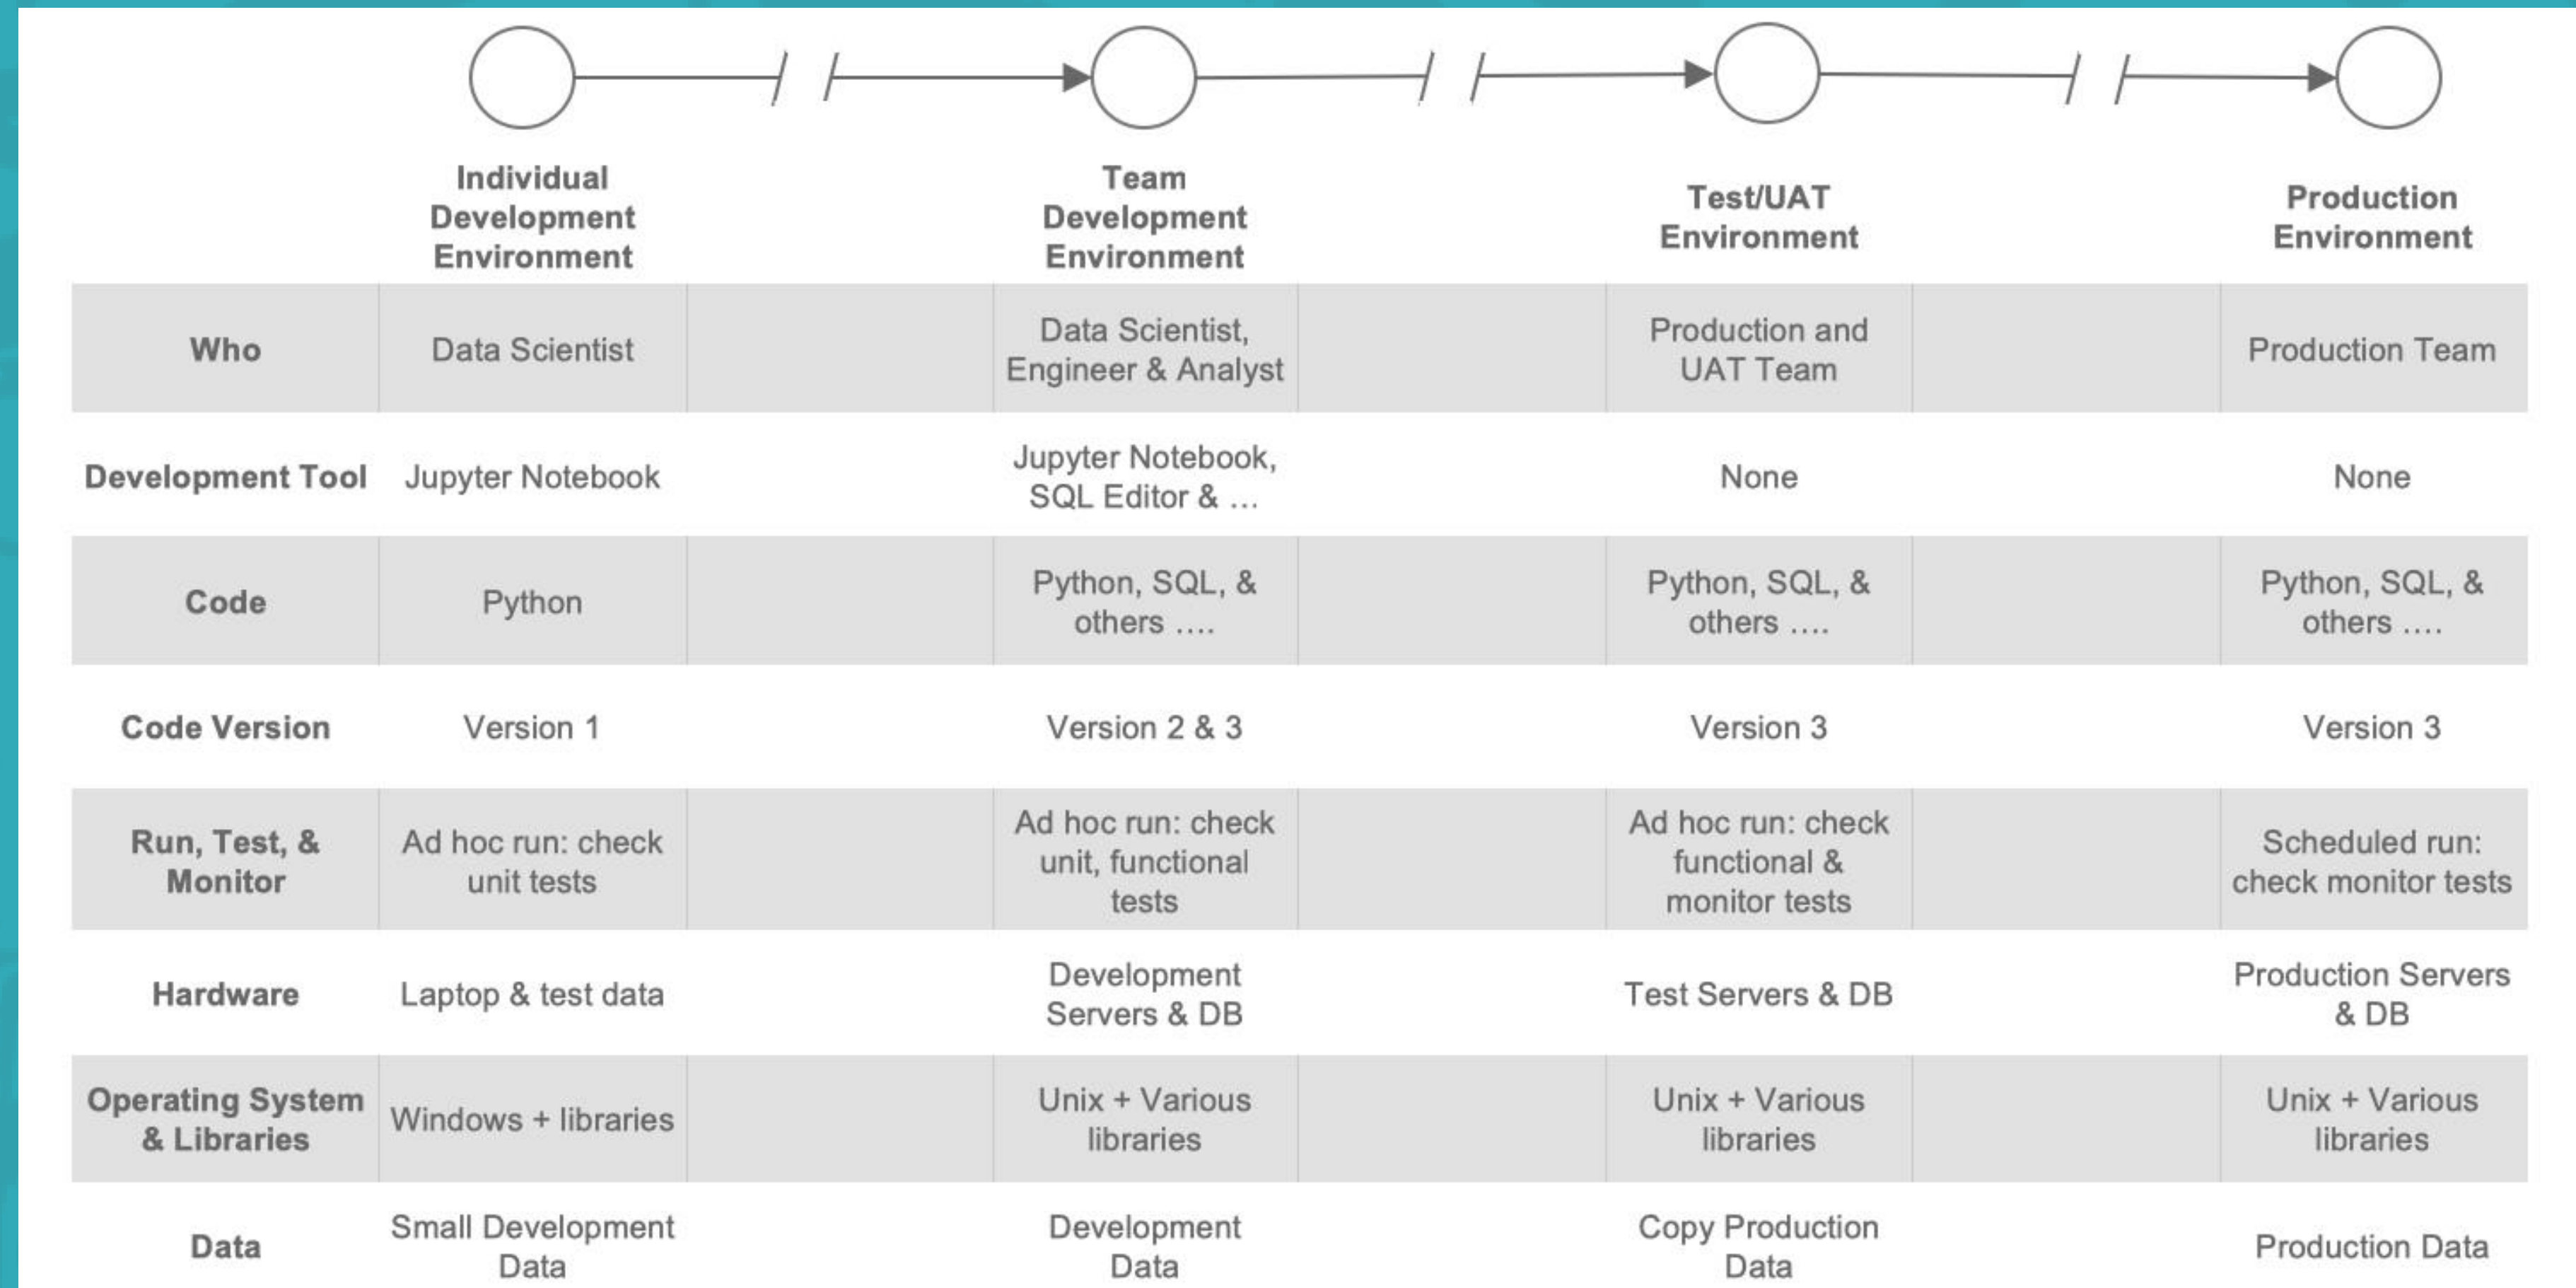 Individual
Development
Environment
Team
Development
Environment
Test/UAT
Environment
Production
Environment
Who
Data Scientist
Data Scientist,
Engineer & Analyst
Production and
UAT Team
Production Team
Development Tool
Jupyter Notebook
Jupyter Notebook,
SQL Editor & ...
None
None
Code
Python
Python, SQL, &
others ....
Python, SQL, &
others ....
Python, SQL, &
others ....
Code Version
Version 1
Version 2 & 3
Version 3
Version 3
Run, Test, &
Monitor
Ad hoc run: check
unit tests
Ad hoc run: check
unit, functional
tests
Ad hoc run: check
functional &
monitor tests
Scheduled run:
check monitor tests
Hardware
Laptop & test data
Development
Servers & DB
Test Servers & DB
Production Servers
& DB
Operating System
& Libraries
Windows + libraries
Unix + Various
libraries
Unix + Various
libraries
Unix + Various
libraries
Data
Small Development
Data
Development
Data
Copy Production
Data
Production Data